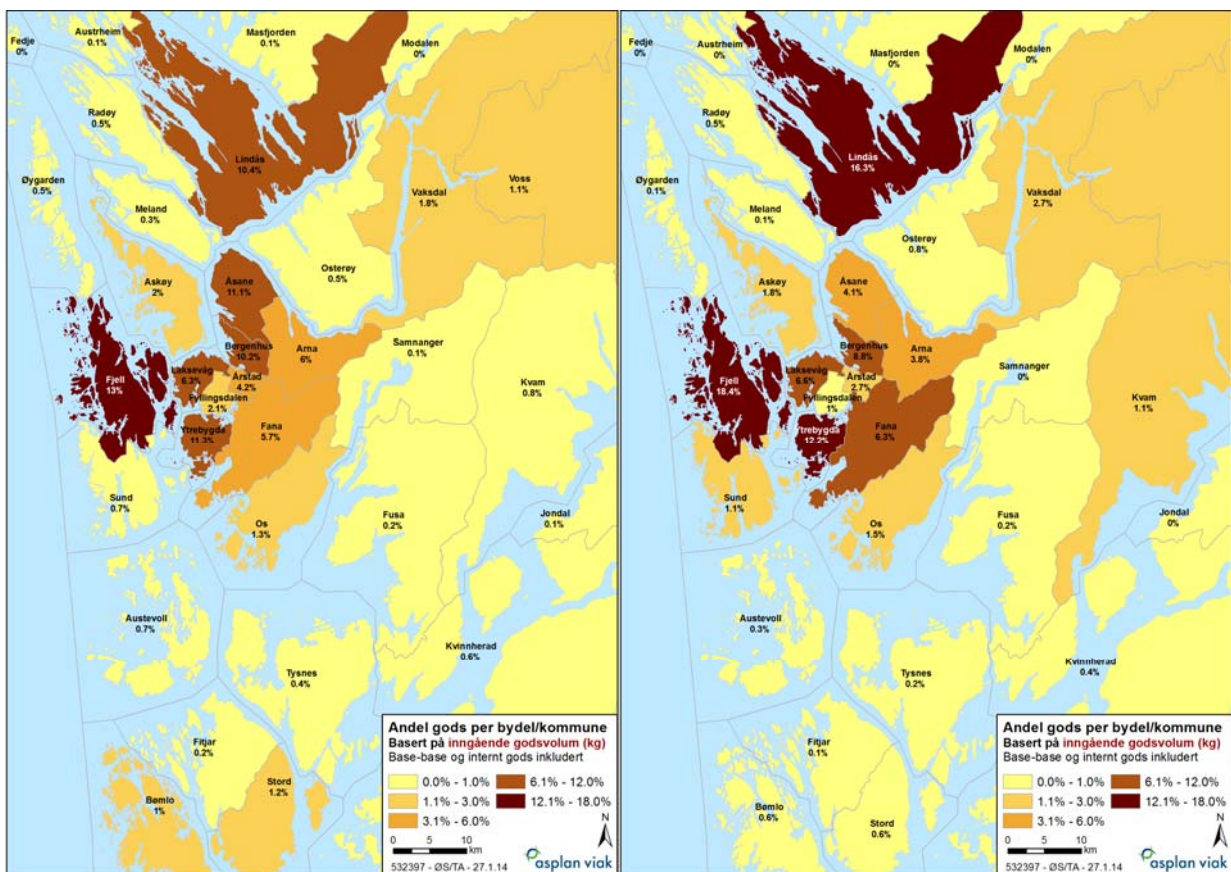 Fedje
0%
Austrheim
0.1%
Masfjorden
0.1%
Modalen
0%
Radøy
0.5%
Lindås
10.4%
Øygarden
0.5%
Meland
0.3%
Vaksdal
1.8%
Voss
1.1%
Osterøy
0.5%
Askøy
2%
Åsane
11.1%
Bergenhus
10.2%
Arna
6%
Samnanger
0.1%
Fjell
13%
Laksevåg
6.3%
Årstad
4.2%
Fyllingsdalen
2.1%
Kvam
0.8%
Ytrebygda
11.3%
Fana
5.7%
Sund
0.7%
Os
1.3%
Fusa
0.2%
Jondal
0.1%
Austevoll
0.7%
Kvinnherad
0.6%
Tysnes
0.4%
Fitjar
0.2%
Stord
1.2%
Bømlo
1%
Andel gods per bydel/kommune
Basert på inngående godsvolum (kg)
Base-base og internt gods inkludert
0.0% - 1.0%
6.1% - 12.0%
1.1% - 3.0%
12.1% - 18.0%
3.1% - 6.0%
N
0 5 10
km
532397 - ØS/TA - 27.1.14
asplan viak
Fedje
0%
Austrheim
0%
Masfjorden
0%
Modalen
0%
Radøy
0.5%
Lindås
16.3%
Øygarden
0.1%
Meland
0.1%
Vaksdal
2.7%
Osterøy
0.8%
Askøy
1.8%
Åsane
4.1%
Bergenhus
8.8%
Arna
3.8%
Samnanger
0%
Fjell
18.4%
Laksevåg
6.6%
Årstad
2.7%
Fyllingsdalen
1%
Kvam
1.1%
Ytrebygda
12.2%
Fana
6.3%
Sund
1.1%
Os
1.5%
Fusa
0.2%
Jondal
0%
Austevoll
0.3%
Kvinnherad
0.4%
Tysnes
0.2%
Fitjar
0.1%
Bømlo
0.6%
Stord
0.6%
Andel gods per bydel/kommune
Basert på inngående godsvolum (kg)
Base-base og internt gods inkludert
0.0% - 1.0%
6.1% - 12.0%
1.1% - 3.0%
12.1% - 18.0%
3.1% - 6.0%
N
0 5 10
km
532397 - ØS/TA - 27.1.14
asplan viak